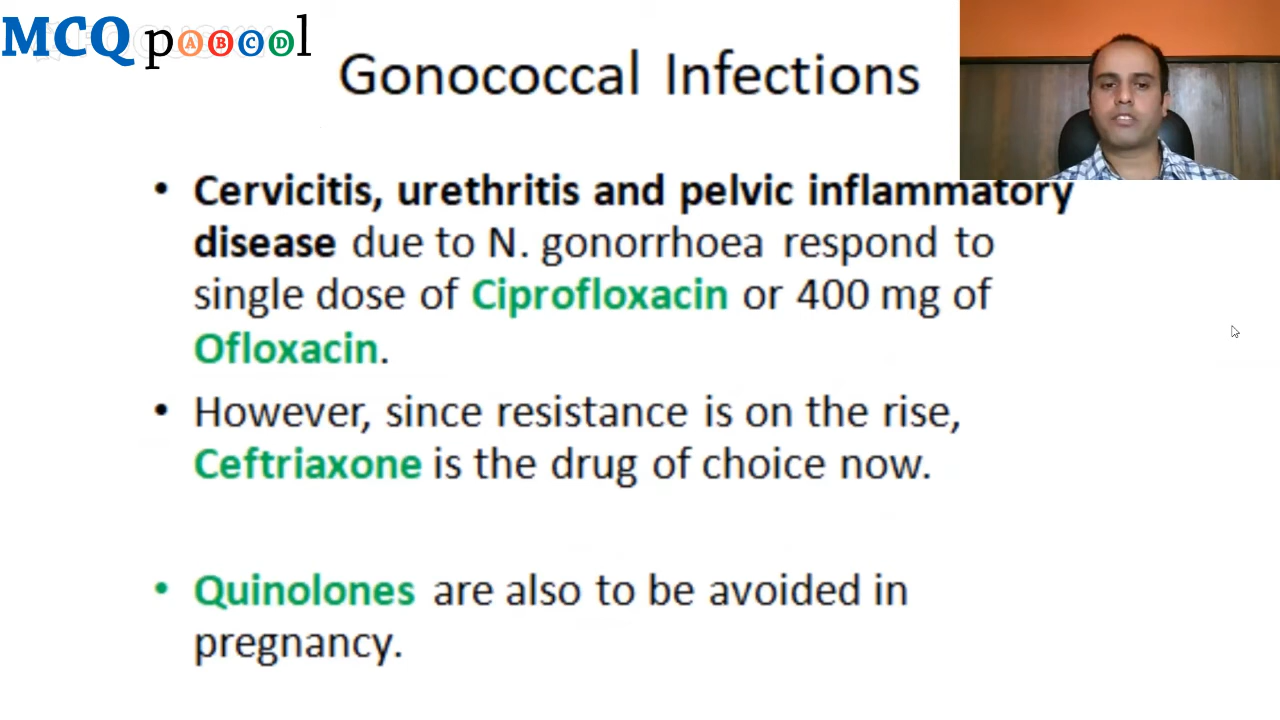 MCQ pABCDl
Gonococcal Infections
• Cervicitis, urethritis and pelvic inflammatory
disease due to N. gonorrhoea respond to
single dose of Ciprofloxacin or 400 mg of
Ofloxacin.
• However, since resistance is on the rise,
Ceftriaxone is the drug of choice now.
• Quinolones are also to be avoided in
pregnancy.